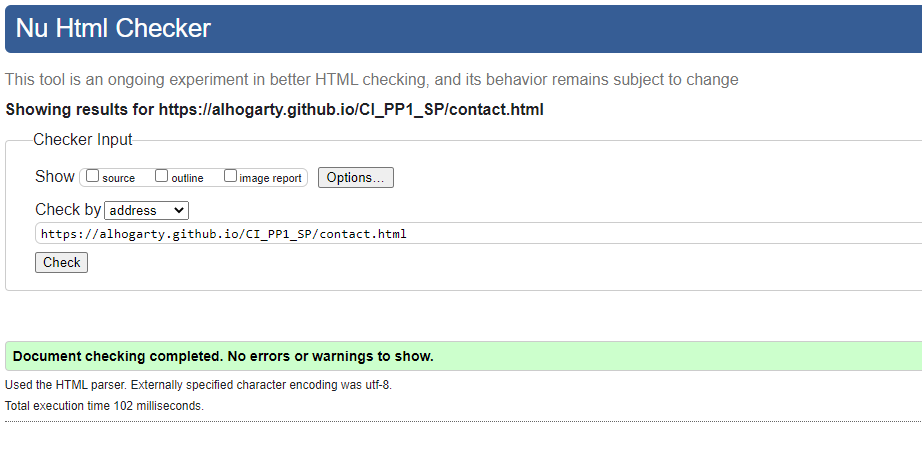 Nu Html Checker
This tool is an ongoing experiment in better HTML checking, and its behavior remains subject to change
Showing results for https://alhogarty.github.io/CI_PP1_SP/contact.html
Checker Input
Show source outline image report Options...
Check by address
https://alhogarty.github.io/CI_PP1_SP/contact.html
Check
Document checking completed. No errors or warnings to show.
Used the HTML parser. Externally specified character encoding was utf-8.
Total execution time 102 milliseconds.